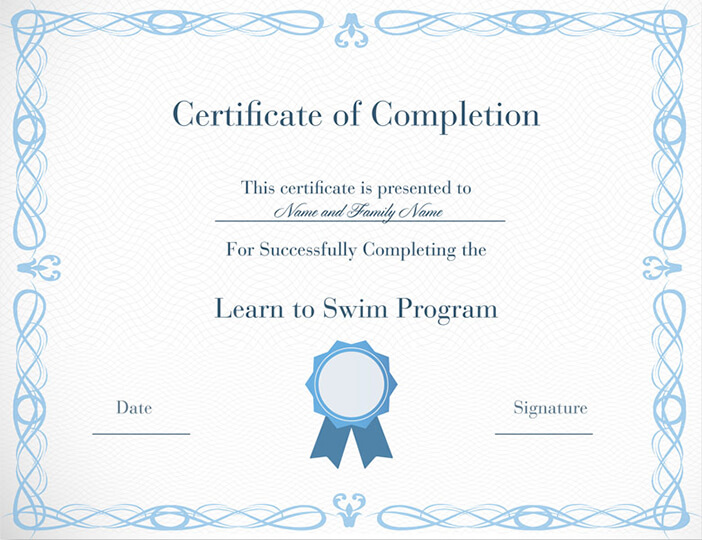 Certificate of Completion
This certificate is presented to
Name and Family Name
For Successfully Completing the
Learn to Swim Program
Date
Signature